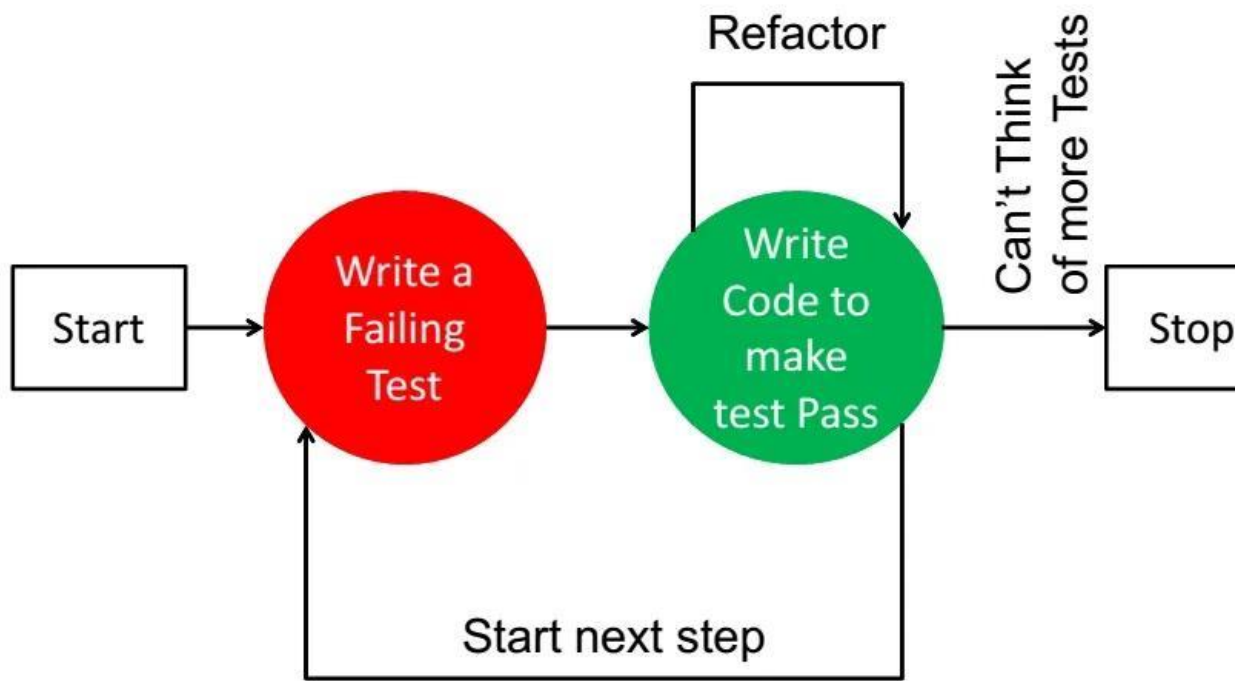 Refactor
Can't Think
of more Tests
Start
Write a
Failing
Test
Write
Code to
make
test Pass
Stop
Start next step